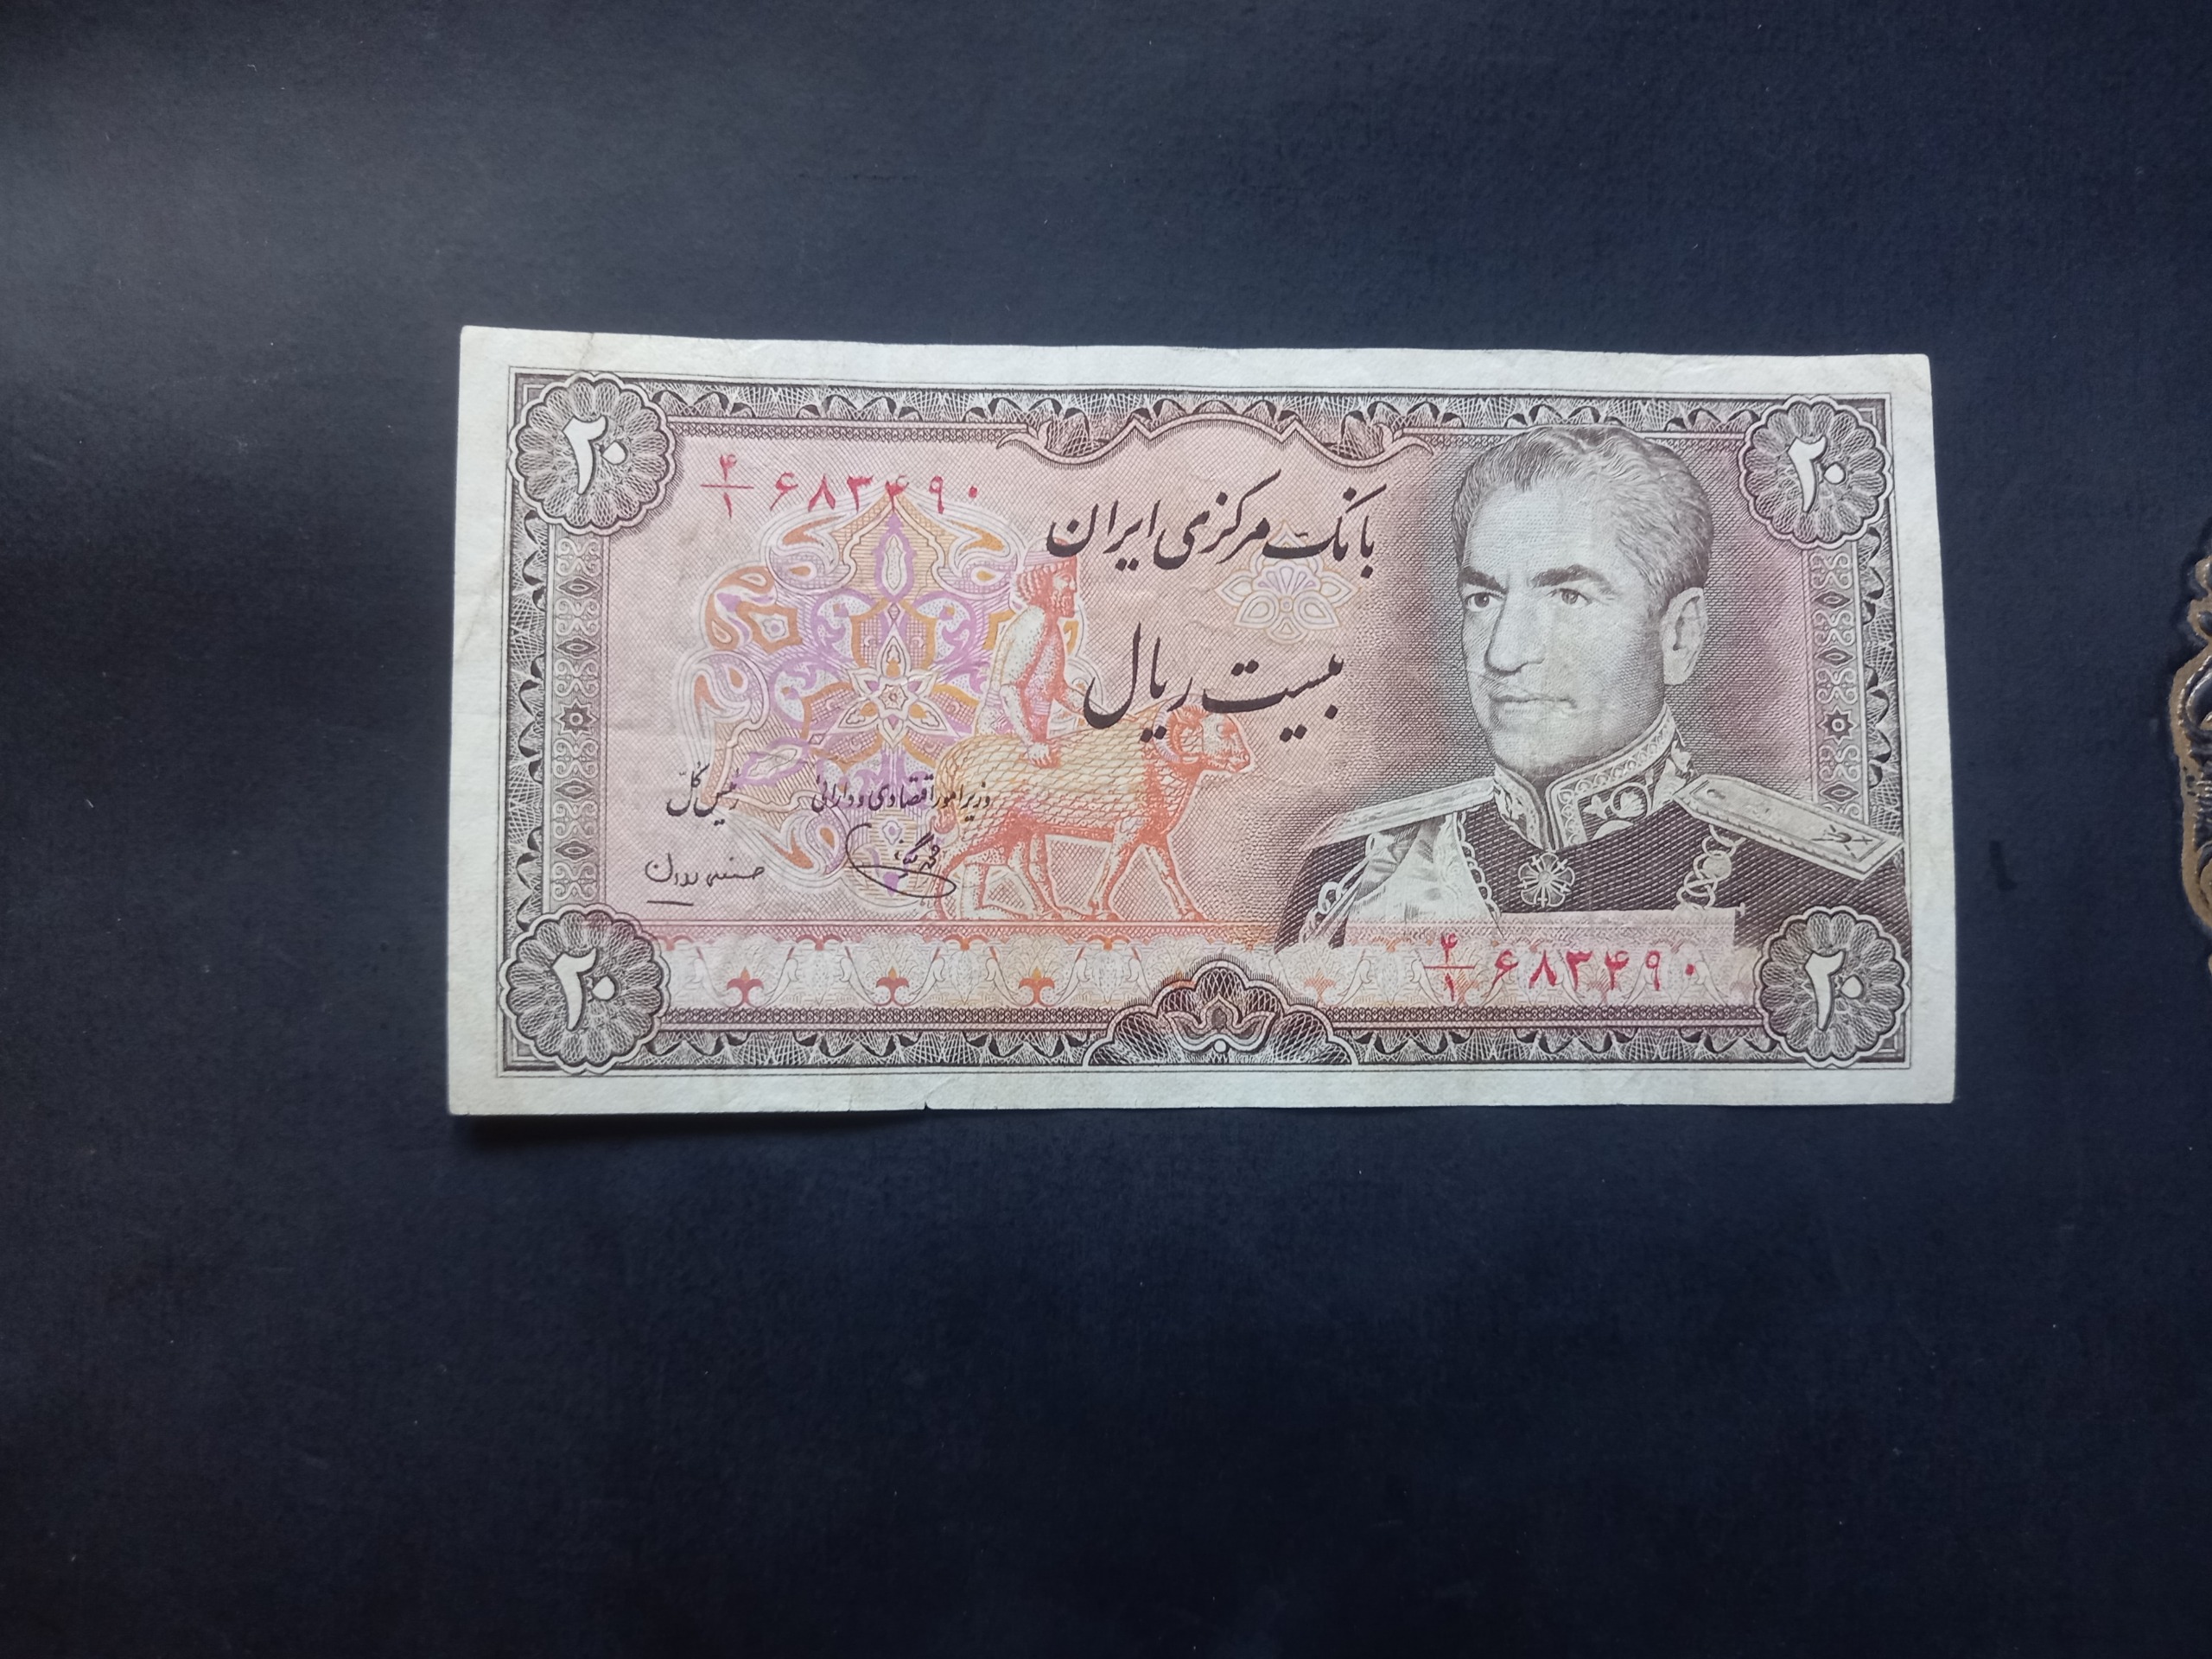 ۲۰
۲۰
۴/۱ ۶۸۳۴۹۰
بانک مرکزی ایران
بیست ریال
وزیر امور اقتصادی و دارائی
رئیس کل
۴/۱ ۶۸۳۴۹۰
۲۰
۲۰